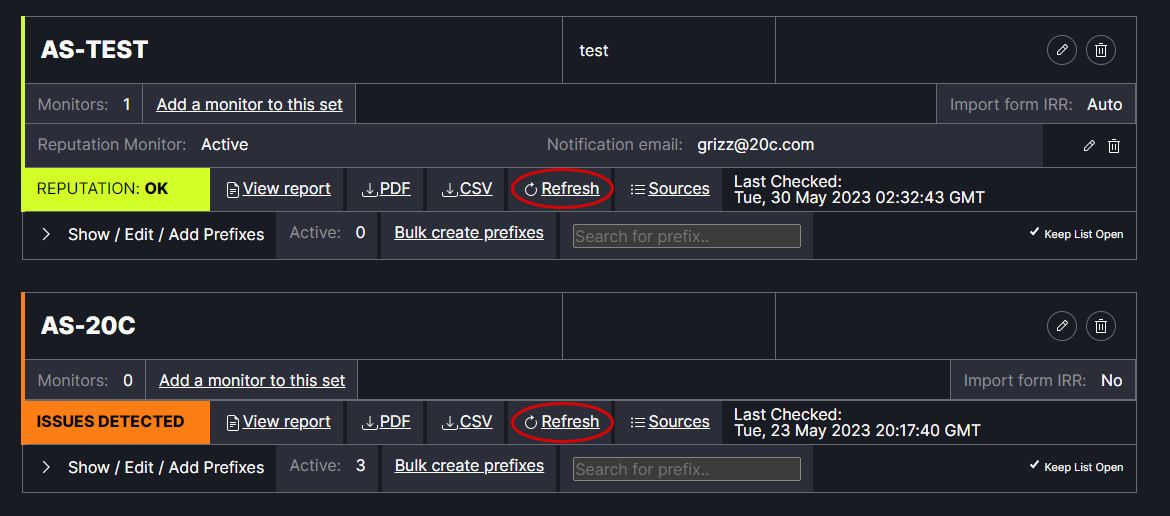 AS-TEST
test
Monitors: 1 Add a monitor to this set Import form IRR: Auto
Reputation Monitor: Active Notification email: grizz@20c.com
REPUTATION: OK View report PDF CSV Refresh Sources Last Checked:
Tue, 30 May 2023 02:32:43 GMT
Show / Edit / Add Prefixes Active: 0 Bulk create prefixes Search for prefix.. Keep List Open
AS-20C
Monitors: 0 Add a monitor to this set Import form IRR: No
ISSUES DETECTED View report PDF CSV Refresh Sources Last Checked:
Tue, 23 May 2023 20:17:40 GMT
Show / Edit / Add Prefixes Active: 3 Bulk create prefixes Search for prefix.. Keep List Open